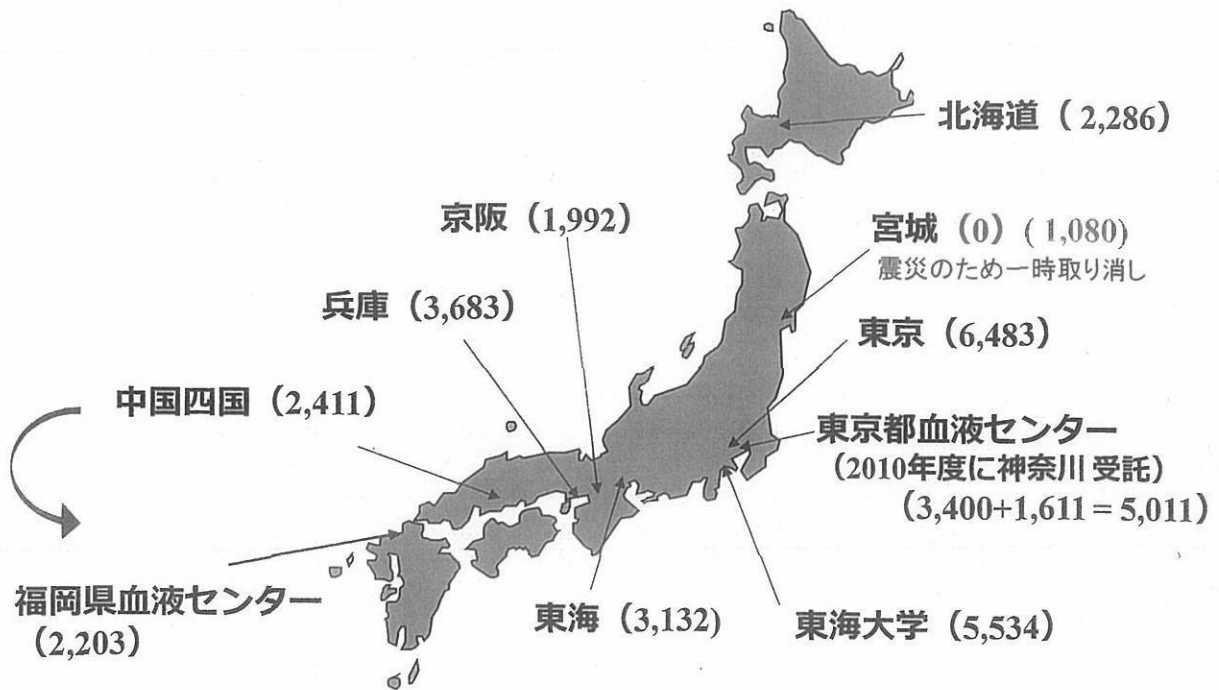 北海道（ 2,286）
京阪（1,992）
宮城（0）( 1,080)
震災のため一時取り消し
兵庫（3,683）
東京（6,483）
中国四国（2,411）
東京都血液センター
（2010年度に神奈川 受託）
（3,400+1,611 = 5,011）
福岡県血液センター
（2,203）
東海（3,132）
東海大学（5,534）